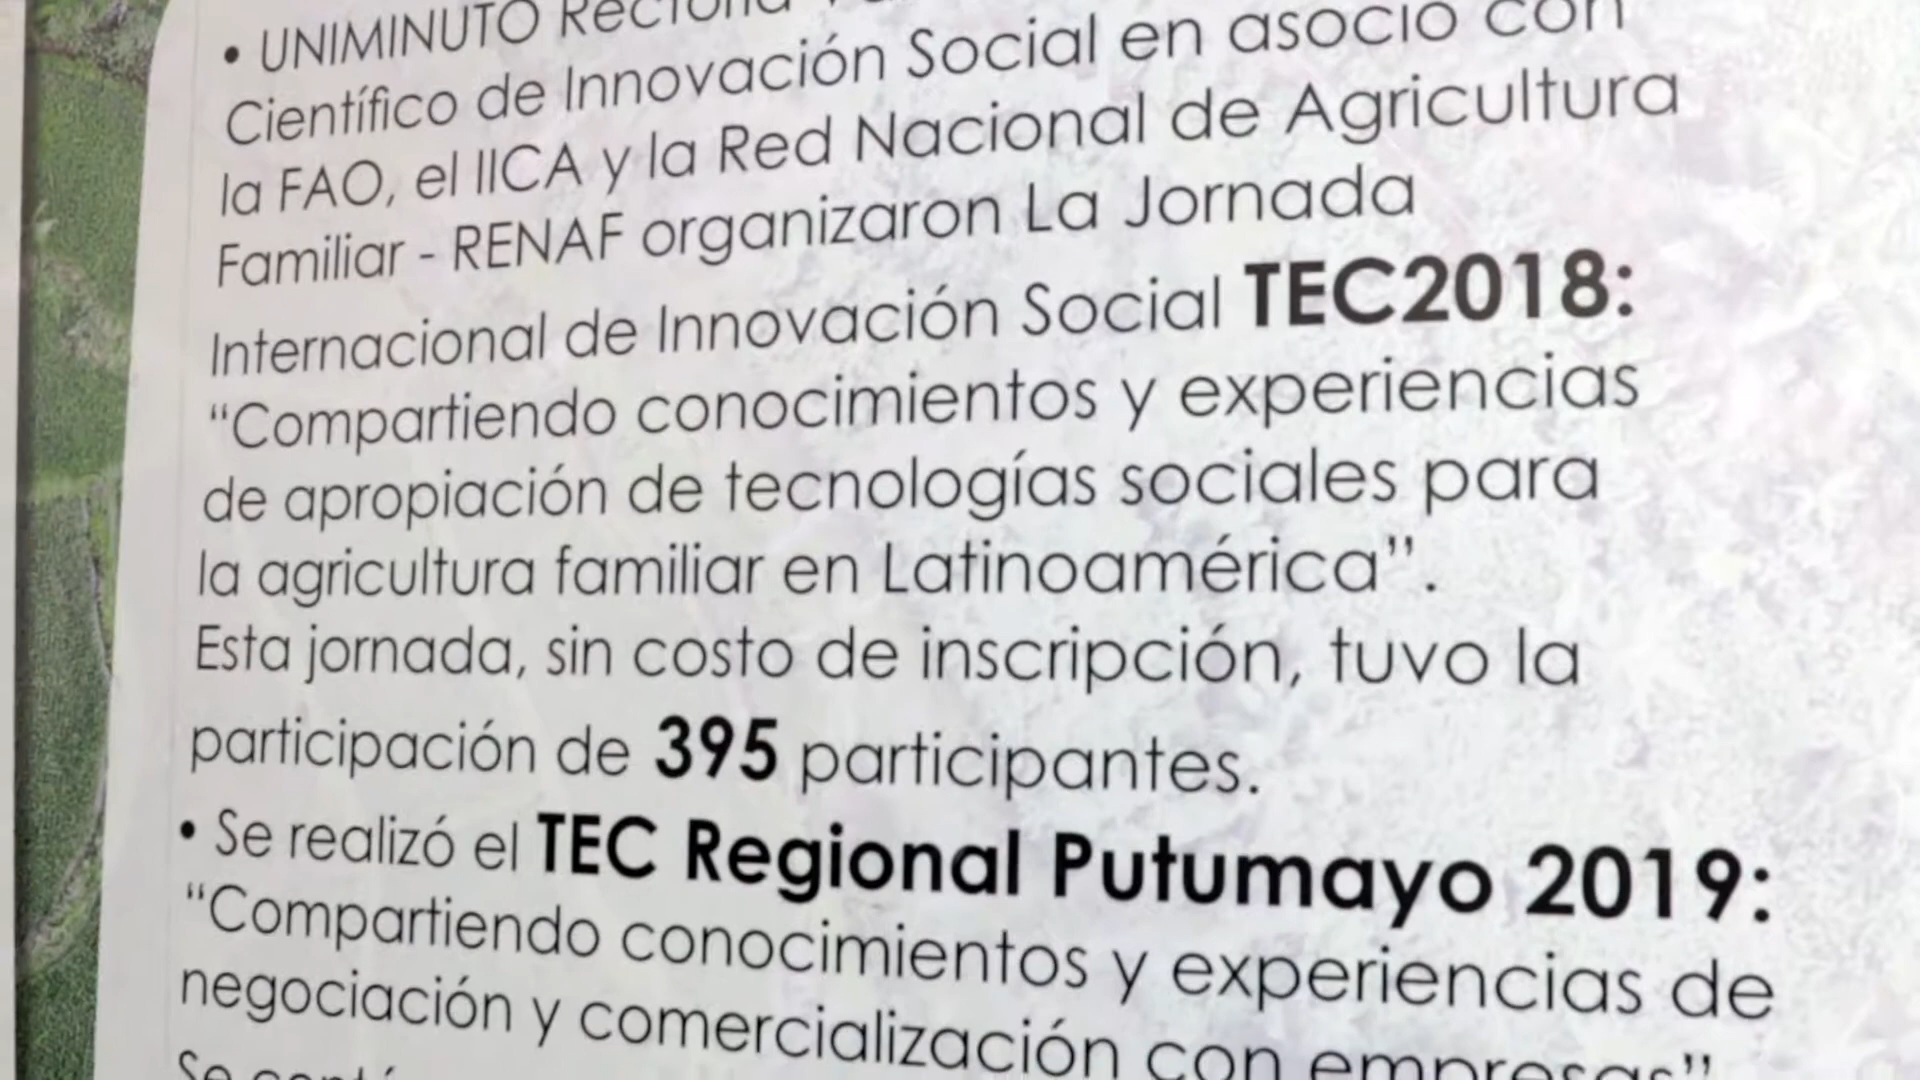 • UNIMINUTO Rectoría
Científico de Innovación Social en asocio con
la FAO, el IICA y la Red Nacional de Agricultura
Familiar - RENAF organizaron La Jornada
Internacional de Innovación Social TEC2018:
“Compartiendo conocimientos y experiencias
de apropiación de tecnologías sociales para
la agricultura familiar en Latinoamérica”.
Esta jornada, sin costo de inscripción, tuvo la
participación de 395 participantes.
• Se realizó el TEC Regional Putumayo 2019:
“Compartiendo conocimientos y experiencias de
negociación y comercialización con empresas”
Se